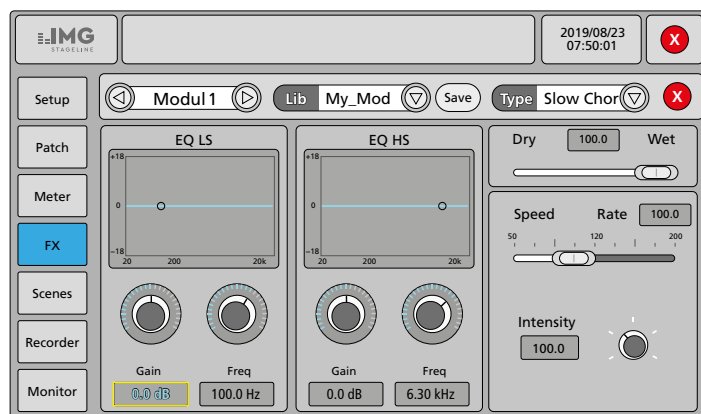 IMG
STAGELINE
2019/08/23
07:50:01
X
Setup
Patch
Meter
FX
Scenes
Recorder
Monitor
Modul 1
Lib My_Mod
Save
Type Slow Chor
X
EQ LS
+18
0
−18
20 200 20k
Gain Freq
0.0 dB 100.0 Hz
EQ HS
+18
0
−18
20 200 20k
Gain Freq
0.0 dB 6.30 kHz
Dry 100.0 Wet
Speed Rate 100.0
50 120 200
Intensity
100.0